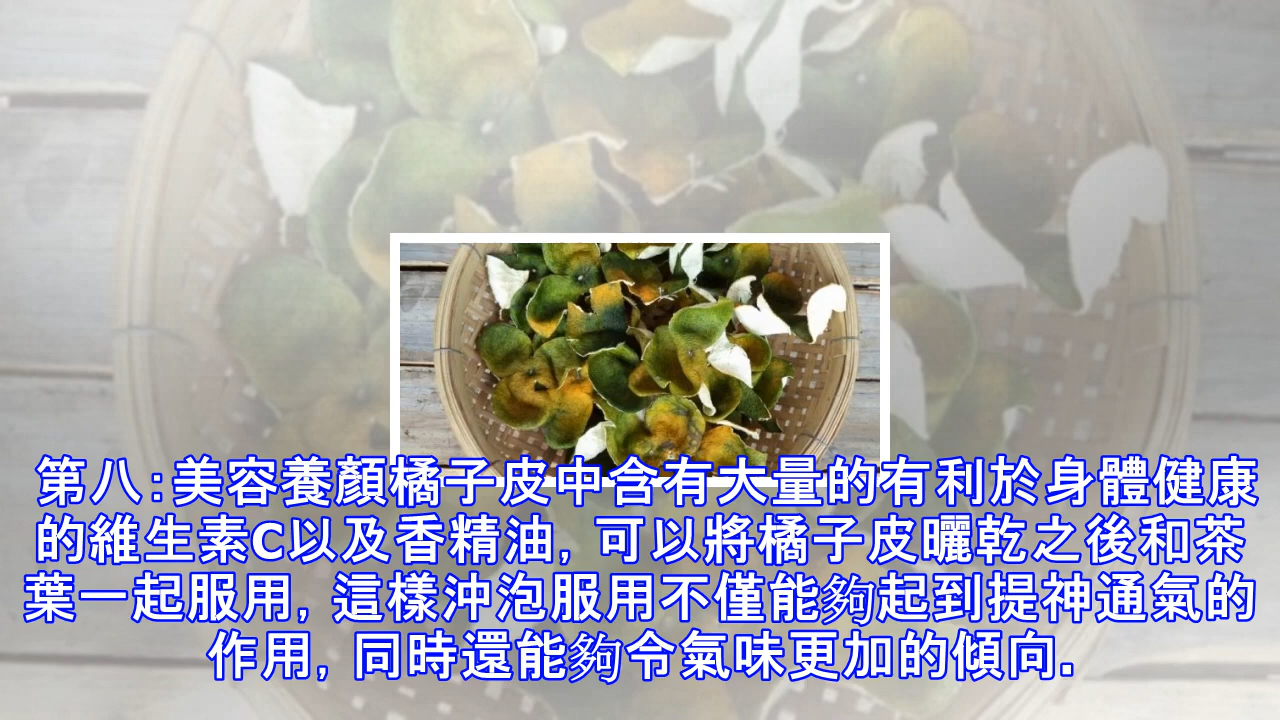 第八:美容養顏橘子皮中含有大量的有利於身體健康
的維生素C以及香精油, 可以將橘子皮曬乾之後和茶
葉一起服用, 這樣沖泡服用不僅能夠起到提神通氣的
作用, 同時還能夠令氣味更加的傾向.